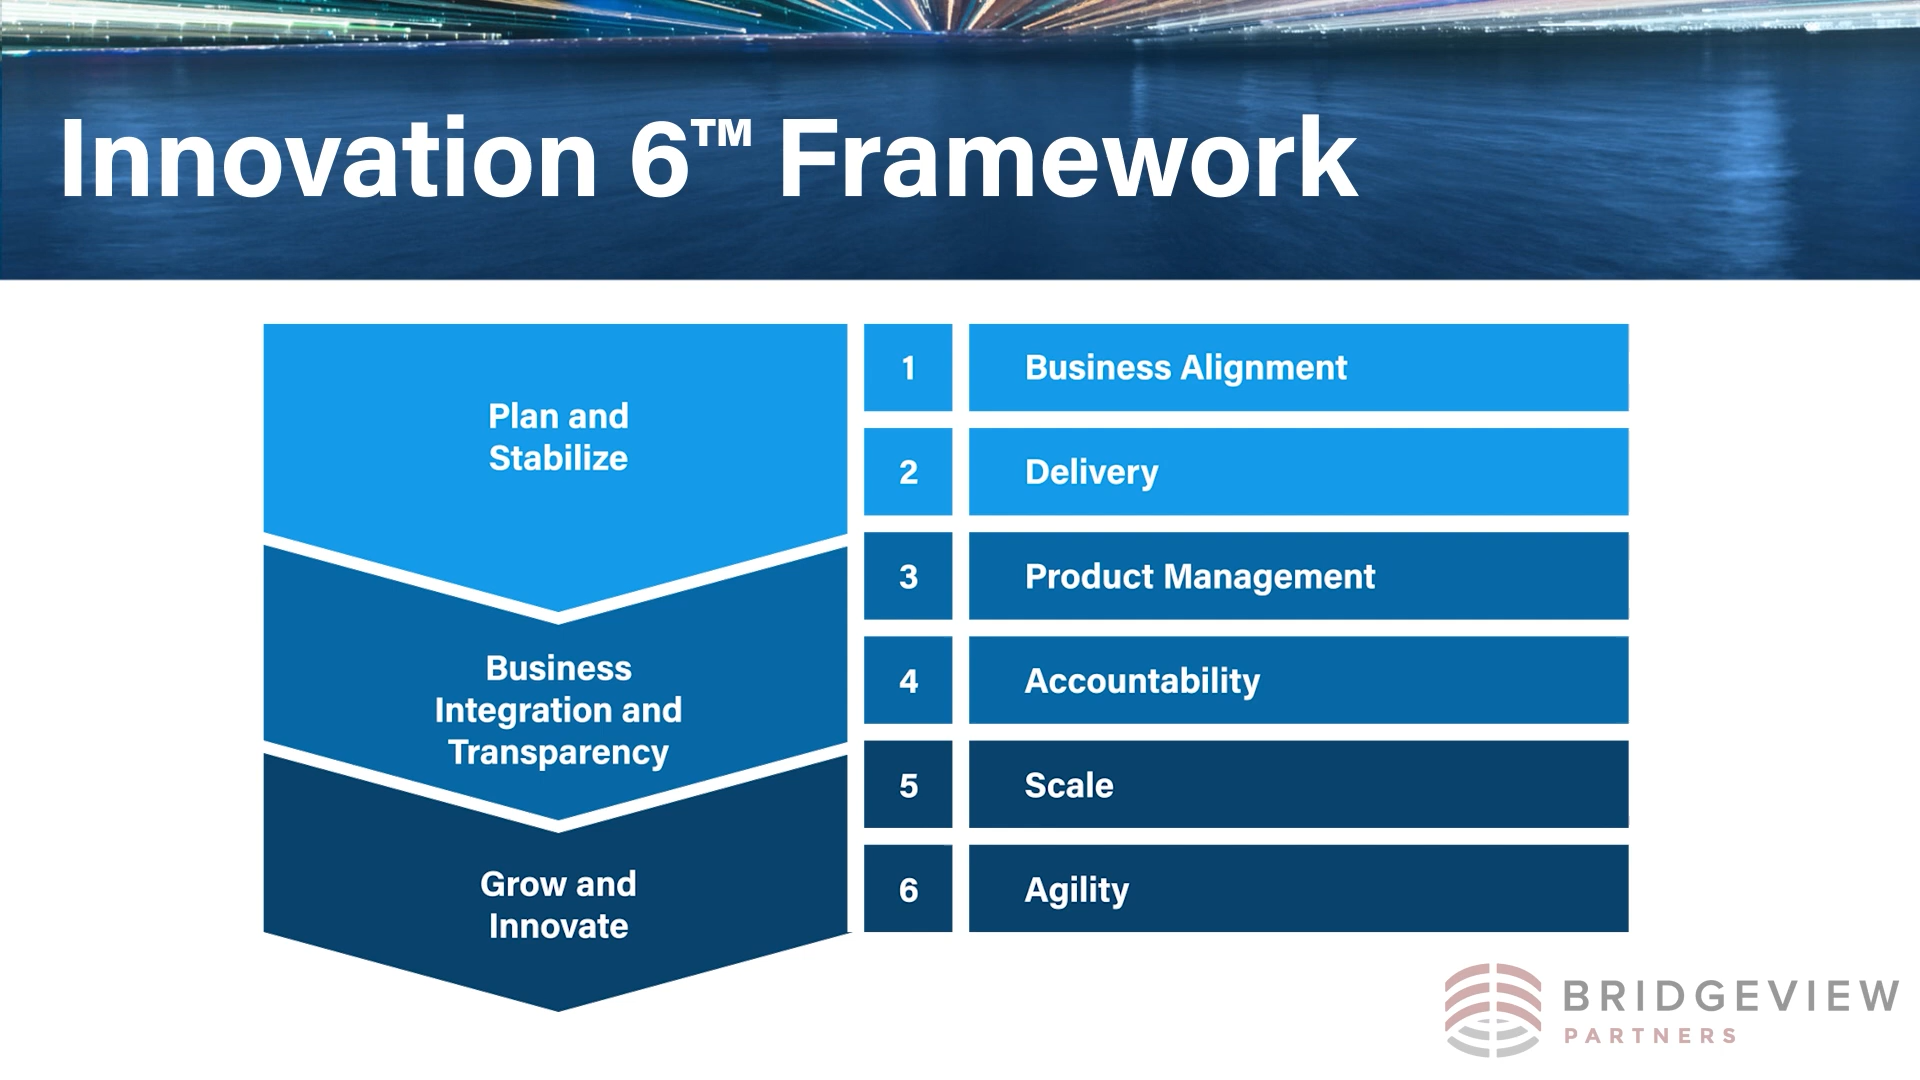 Innovation 6™ Framework
Plan and
Stabilize
Business
Integration and
Transparency
Grow and
Innovate
1 Business Alignment
2 Delivery
3 Product Management
4 Accountability
5 Scale
6 Agility
BRIDGEVIEW
PARTNERS